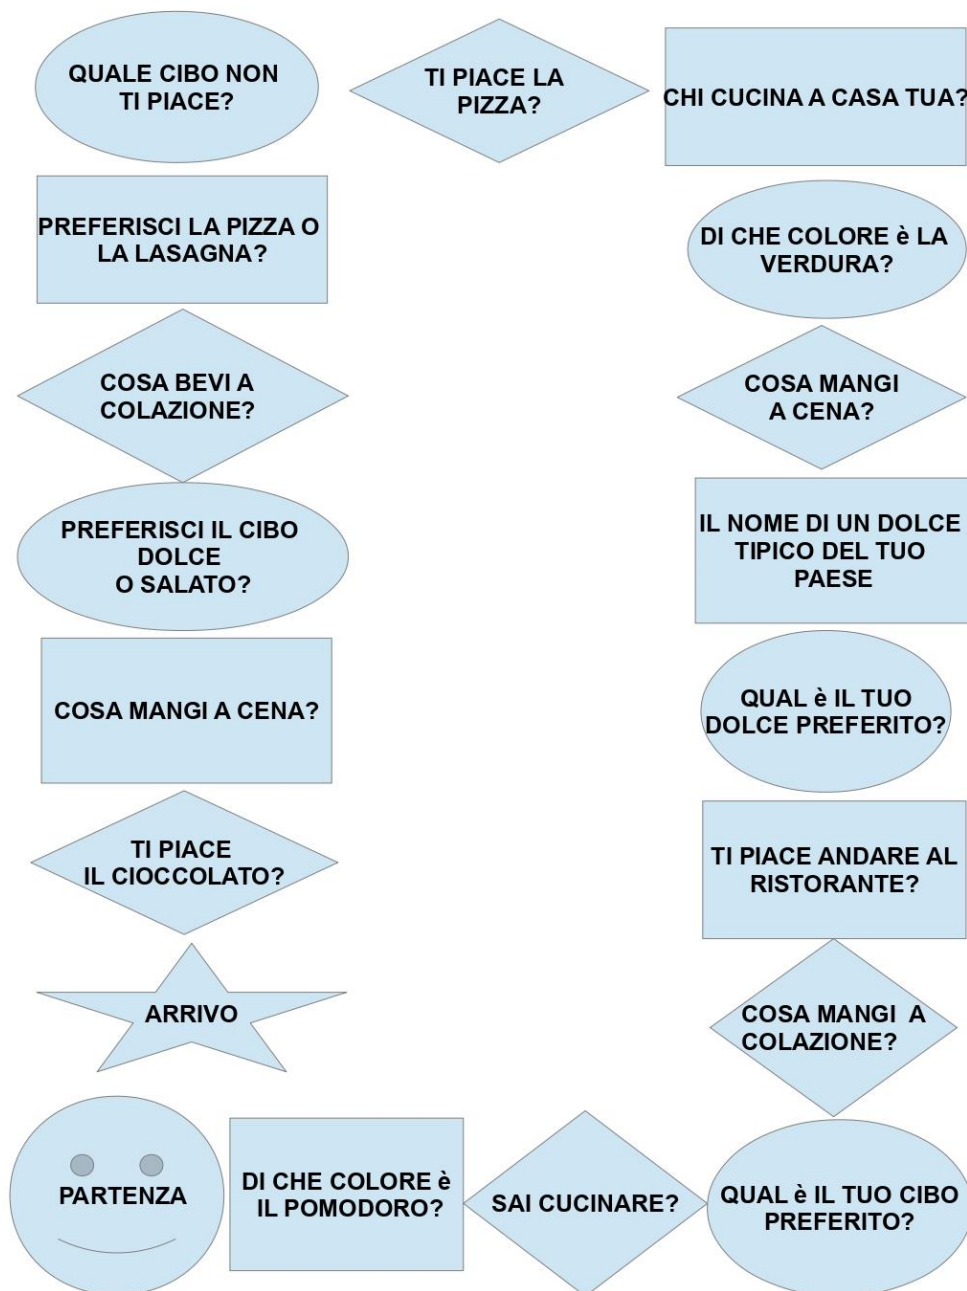 QUALE CIBO NON
TI PIACE?
TI PIACE LA
PIZZA?
CHI CUCINA A CASA TUA?
PREFERISCI LA PIZZA O
LA LASAGNA?
DI CHE COLORE è LA
VERDURA?
COSA BEVI A
COLAZIONE?
COSA MANGI
A CENA?
PREFERISCI IL CIBO
DOLCE
O SALATO?
IL NOME DI UN DOLCE
TIPICO DEL TUO
PAESE
COSA MANGI A CENA?
QUAL è IL TUO
DOLCE PREFERITO?
TI PIACE
IL CIOCCOLATO?
TI PIACE ANDARE AL
RISTORANTE?
ARRIVO
COSA MANGI  A
COLAZIONE?
PARTENZA
DI CHE COLORE è
IL POMODORO?
SAI CUCINARE?
QUAL è IL TUO CIBO
PREFERITO?